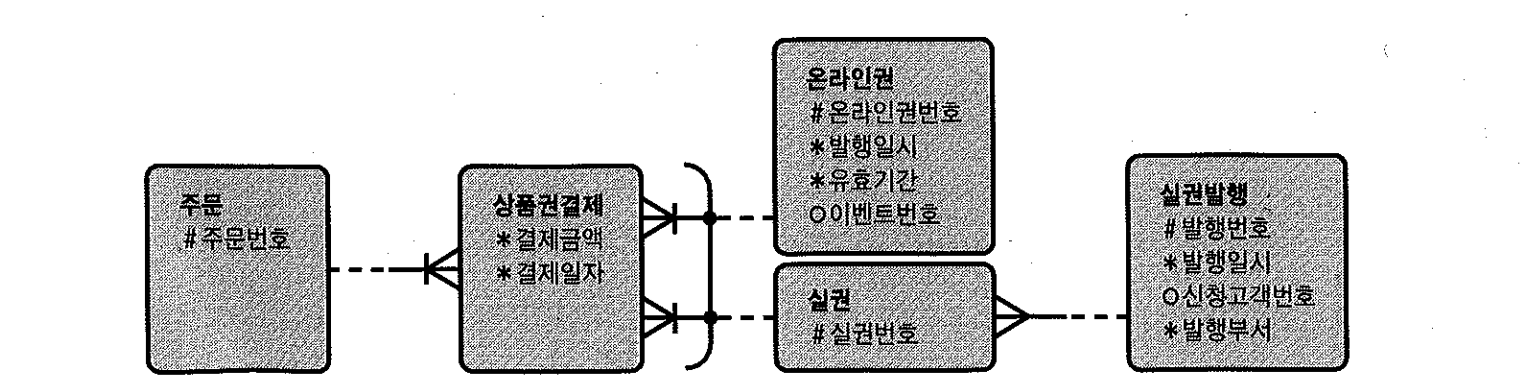 주문
#주문번호
상품권결제
*결제금액
*결제일자
온라인권
#온라인권번호
*발행일시
*유효기간
○이벤트번호
실권
#실권번호
실권발행
#발행번호
*발행일시
○신청고객번호
*발행부서